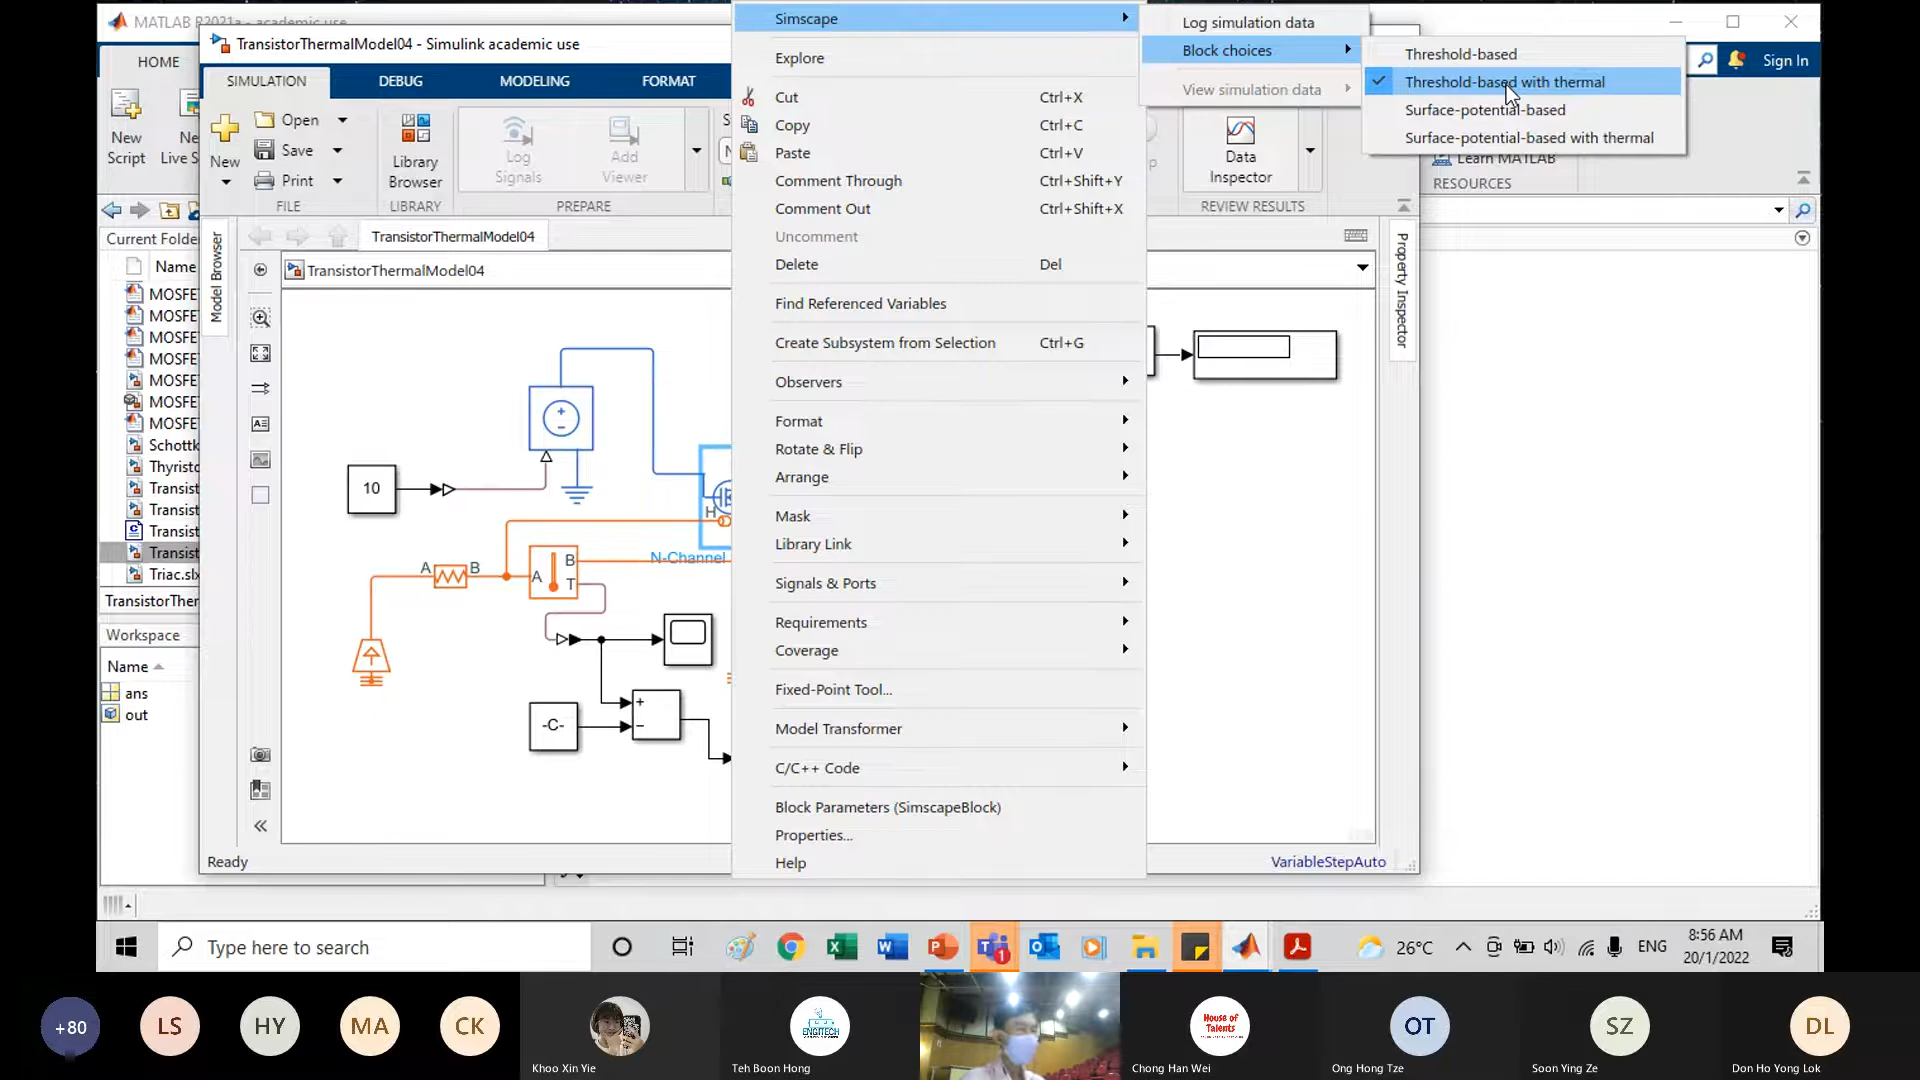 MATLAB R2021a - academic use
TransistorThermalModel04 - Simulink academic use
HOME
SIMULATION
DEBUG
MODELING
FORMAT
Sign In
New
Script
Live S
New
Open
Save
Print
FILE
Library
Browser
LIBRARY
Log
Signals
Add
Viewer
PREPARE
Data
Inspector
REVIEW RESULTS
Learn MATLAB
RESOURCES
Simscape
Explore
Cut Ctrl+X
Copy Ctrl+C
Paste Ctrl+V
Comment Through Ctrl+Shift+Y
Comment Out Ctrl+Shift+X
Uncomment
Delete Del
Find Referenced Variables
Create Subsystem from Selection Ctrl+G
Observers
Format
Rotate & Flip
Arrange
Mask
Library Link
Signals & Ports
Requirements
Coverage
Fixed-Point Tool...
Model Transformer
C/C++ Code
Block Parameters (SimscapeBlock)
Properties...
Help
Log simulation data
Block choices
View simulation data
Threshold-based
Threshold-based with thermal
Surface-potential-based
Surface-potential-based with thermal
Current Folde
Name
MOSFE
MOSFE
MOSFE
MOSFE
MOSFE
MOSFE
MOSFE
Schottk
Thyristo
Transist
Transist
Transist
Transist
Triac.slx
TransistorTher
Workspace
Name
ans
out
Model Browser
Property Inspector
TransistorThermalModel04
TransistorThermalModel04
10
H
N-Channel
A
B
A
B
T
-C-
+
−
Ready
VariableStepAuto
Type here to search
1
26°C
ENG
8:56 AM
20/1/2022
+80
LS
HY
MA
CK
Khoo Xin Yie
ENGITECH
Teh Boon Hong
House of
Talents
Chong Han Wei
OT
Ong Hong Tze
SZ
Soon Ying Ze
DL
Don Ho Yong Lok